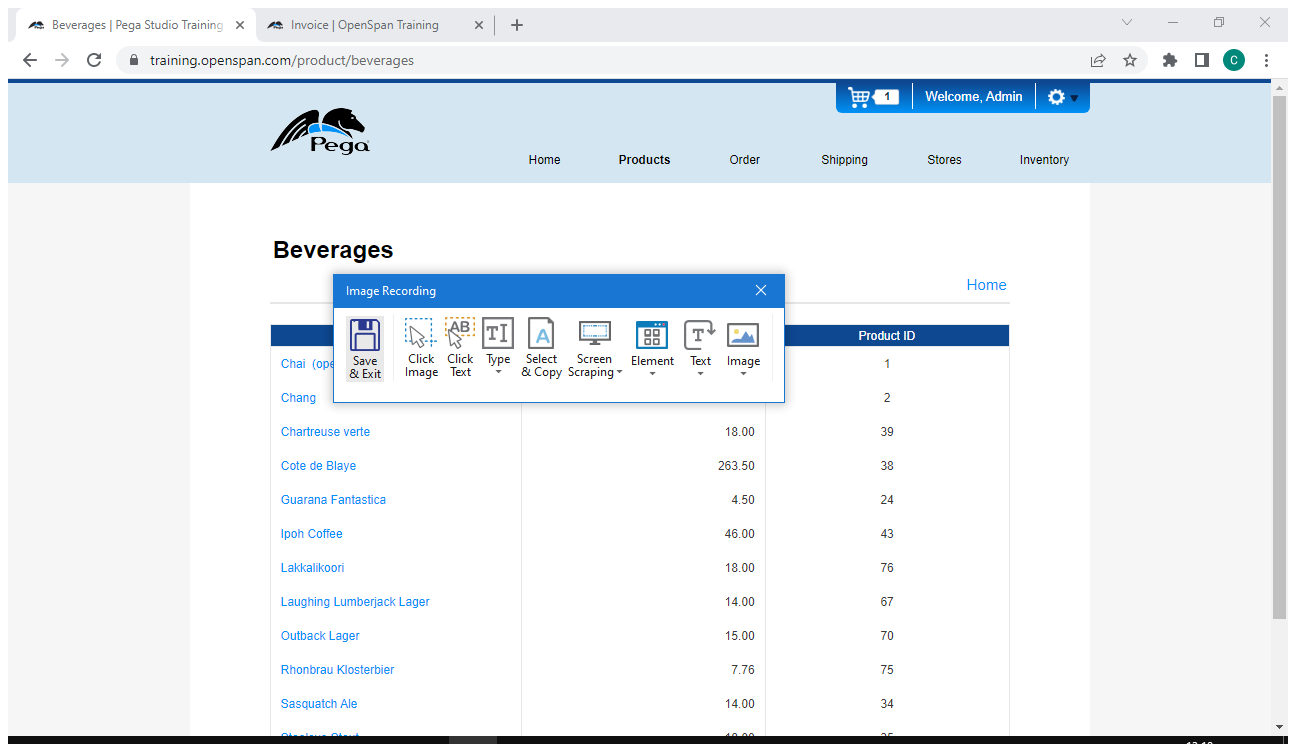 Beverages | Pega Studio Training
Invoice | OpenSpan Training
training.openspan.com/product/beverages
C
1
Welcome, Admin
Pega
Home Products Order Shipping Stores Inventory
Beverages
Home
Image Recording
Save & Exit
Click Image
Click Text
Type
Select & Copy
Screen Scraping
Element
Text
Image
Product ID
Chai (ope 1
Chang 2
Chartreuse verte 18.00 39
Cote de Blaye 263.50 38
Guarana Fantastica 4.50 24
Ipoh Coffee 46.00 43
Lakkalikoori 18.00 76
Laughing Lumberjack Lager 14.00 67
Outback Lager 15.00 70
Rhonbrau Klosterbier 7.76 75
Sasquatch Ale 14.00 34